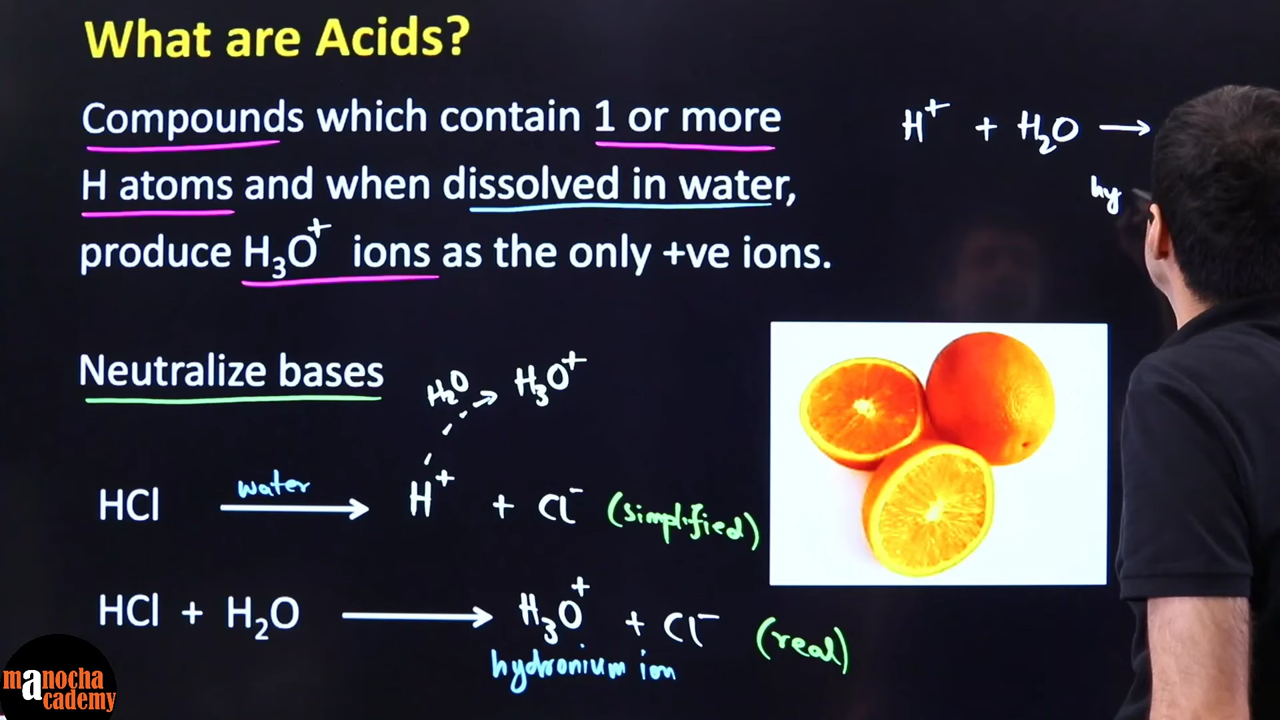 What are Acids?
Compounds which contain 1 or more
H atoms and when dissolved in water,
produce H₃O⁺ ions as the only +ve ions.
H⁺ + H₂O →
hy
Neutralize bases
H₂O → H₃O⁺
HCl water → H⁺ + Cl⁻ (simplified)
HCl + H₂O → H₃O⁺ + Cl⁻ (real)
hydronium ion
manocha
academy